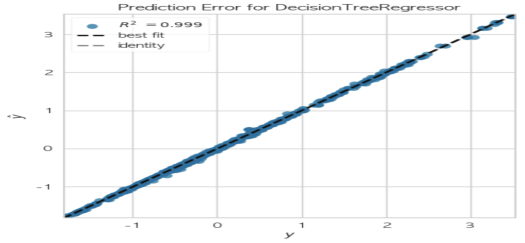 Prediction Error for DecisionTreeRegressor
R² = 0.999
best fit
identity
3
2
1
0
-1
ŷ
-1
0
1
2
3
y